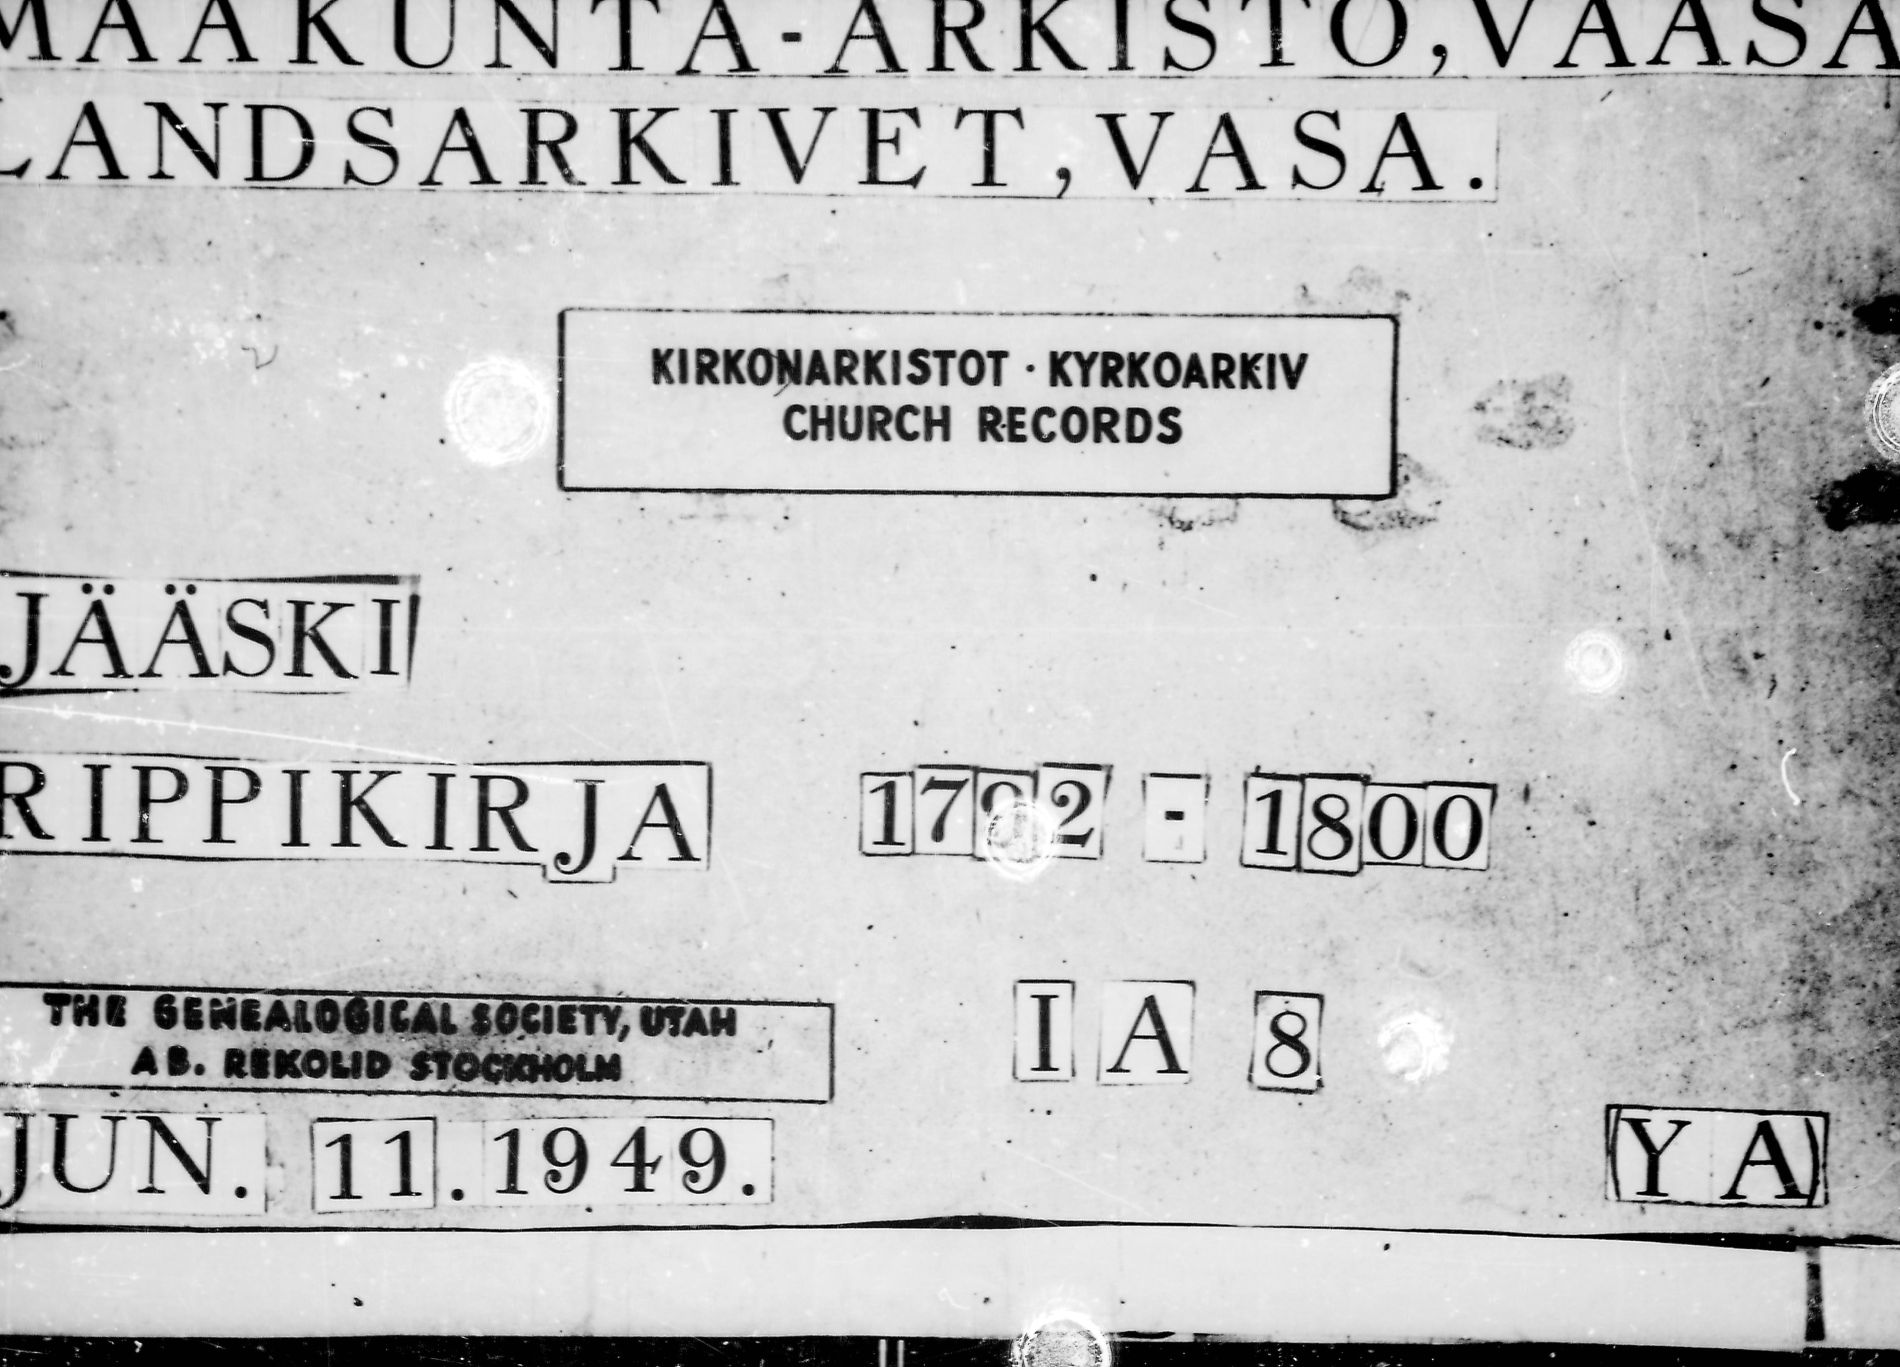 MAAKUNTA-ARKISTO, VAASA
LANDSARKIVET, VASA.
KIRKONARKISTOT · KYRKOARKIV
CHURCH RECORDS
JÄÄSKI
RIPPIKIRJA 1792 - 1800
THE GENEALOGICAL SOCIETY, UTAH
AB. REKOLID STOCKHOLM
I A 8
JUN. 11. 1949.
(Y A)